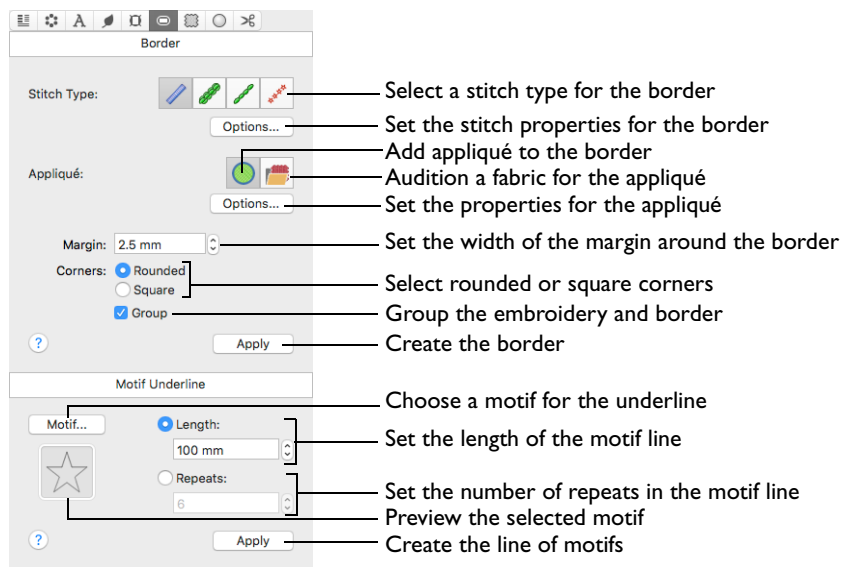 A
Border
Stitch Type:
Select a stitch type for the border
Options...
Set the stitch properties for the border
Add appliqué to the border
Appliqué:
Audition a fabric for the appliqué
Options...
Set the properties for the appliqué
Margin: 2.5 mm
Set the width of the margin around the border
Corners: Rounded
Square
Select rounded or square corners
Group
Group the embroidery and border
? Apply
Create the border
Motif Underline
Choose a motif for the underline
Motif... Length:
100 mm
Set the length of the motif line
Repeats:
6
Set the number of repeats in the motif line
Preview the selected motif
? Apply
Create the line of motifs